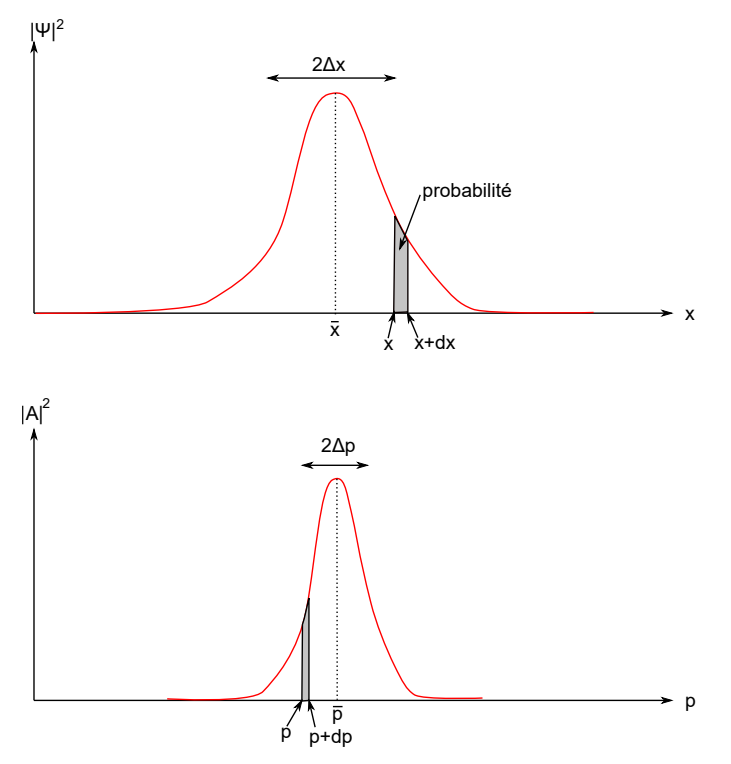 |Ψ|²
2Δx
probabilité
x̄
x
x+dx
x
|A|²
2Δp
p̄
p
p+dp
p